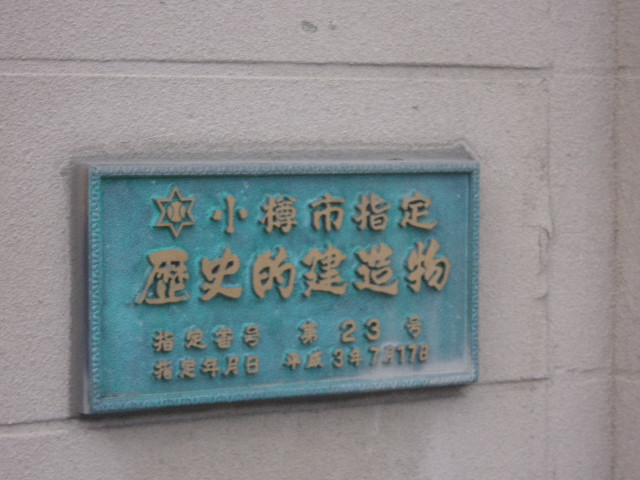 小樽市指定
歴史的建造物
指定番号 第23号
指定年月日 平成3年7月17日